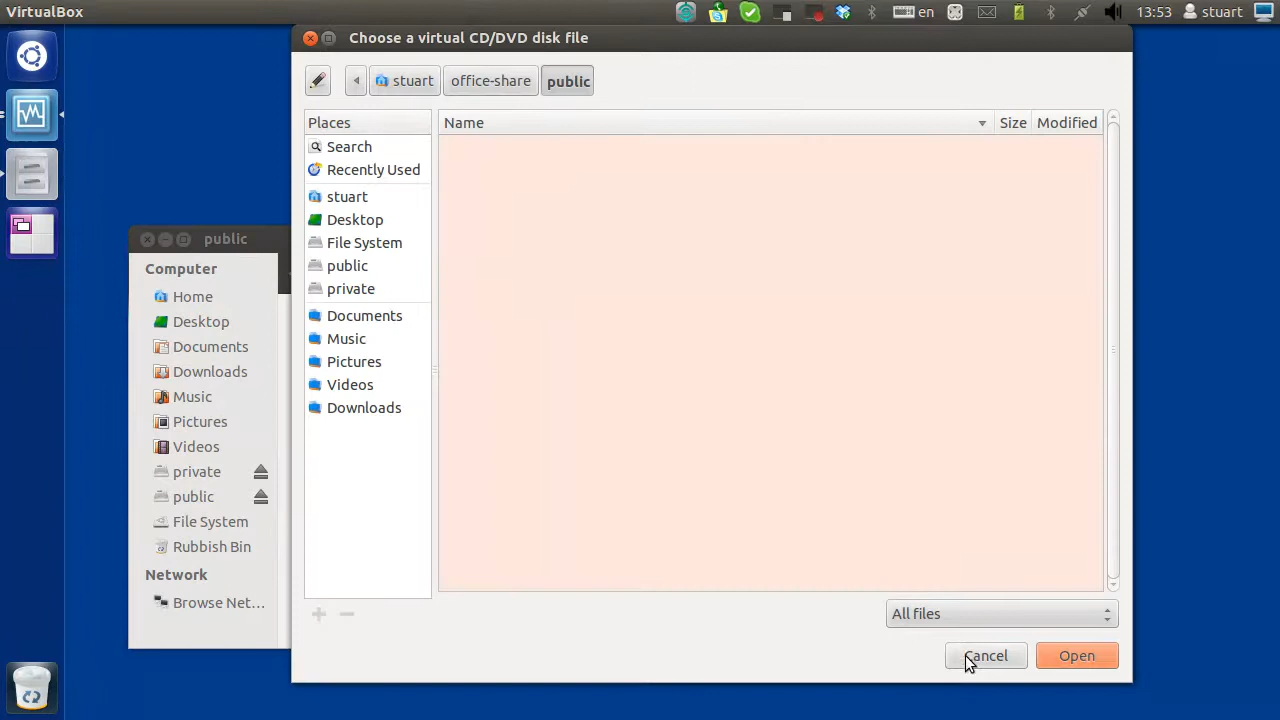 VirtualBox
en
13:53
stuart
Choose a virtual CD/DVD disk file
stuart
office-share
public
Places
Search
Recently Used
stuart
Desktop
File System
public
private
Documents
Music
Pictures
Videos
Downloads
Name
Size
Modified
All files
Cancel
Open
public
Computer
Home
Desktop
Documents
Downloads
Music
Pictures
Videos
private
public
File System
Rubbish Bin
Network
Browse Net...